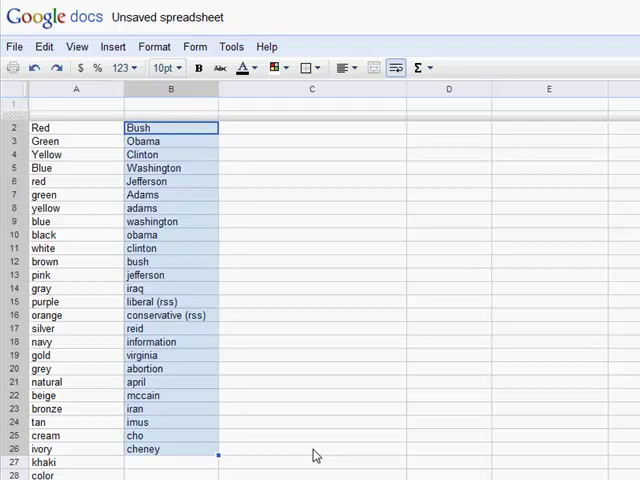 Google docs Unsaved spreadsheet
File Edit View Insert Format Form Tools Help
$ % 123 10pt B Abc A Σ
A B C D E
1
2 Red Bush
3 Green Obama
4 Yellow Clinton
5 Blue Washington
6 red Jefferson
7 green Adams
8 yellow adams
9 blue washington
10 black obama
11 white clinton
12 brown bush
13 pink jefferson
14 gray iraq
15 purple liberal (rss)
16 orange conservative (rss)
17 silver reid
18 navy information
19 gold virginia
20 grey abortion
21 natural april
22 beige mccain
23 bronze iran
24 tan imus
25 cream cho
26 ivory cheney
27 khaki
28 color